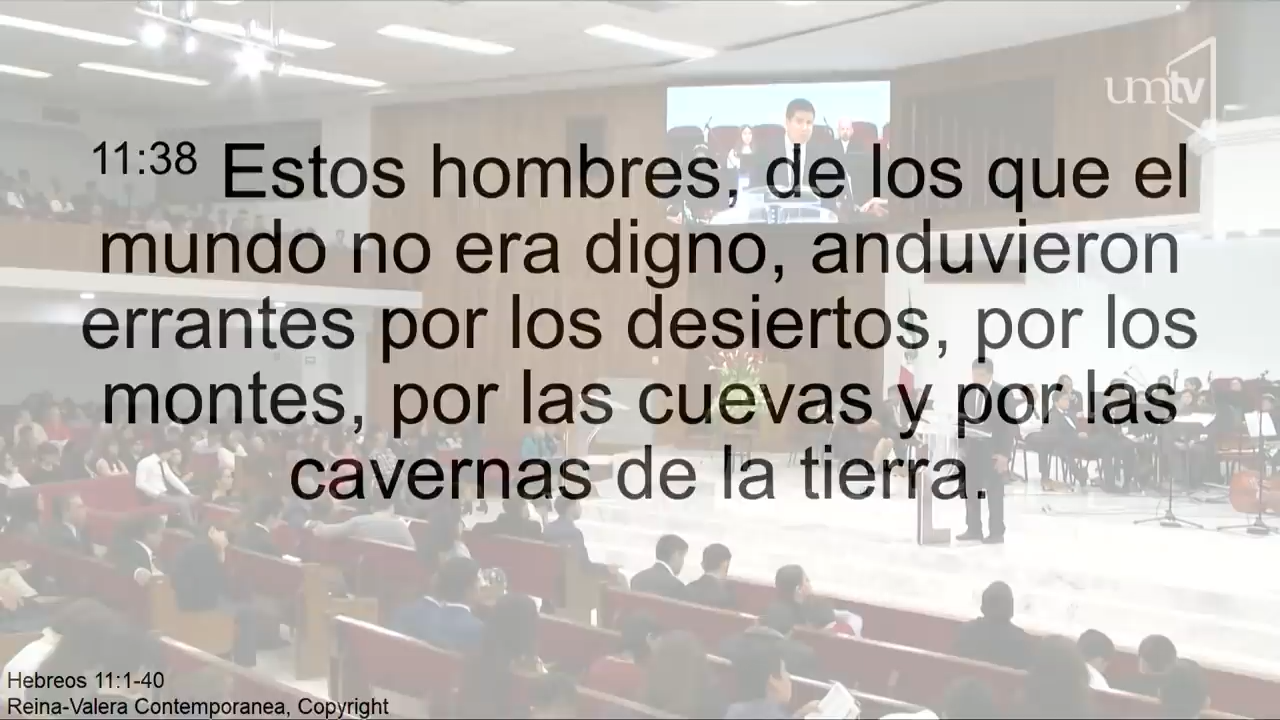 umtv
11:38 Estos hombres, de los que el
mundo no era digno, anduvieron
errantes por los desiertos, por los
montes, por las cuevas y por las
cavernas de la tierra.
Hebreos 11:1-40
Reina-Valera Contemporanea, Copyright